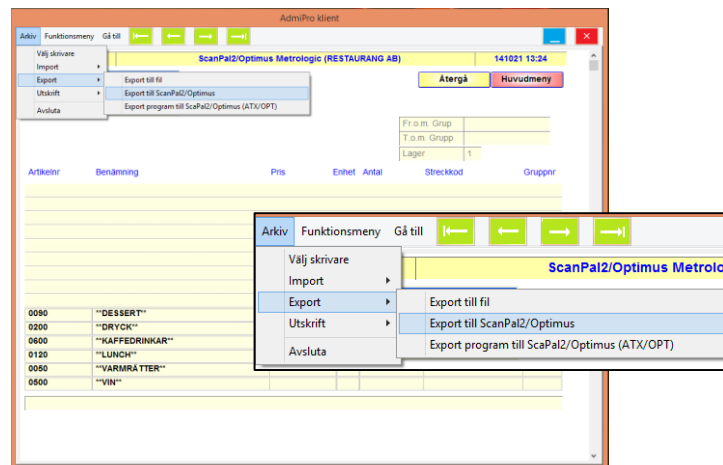 AdmiPro klient
Arkiv Funktionsmeny Gå till
Välj skrivare
Import
Export
Utskrift
Avsluta
ScanPal2/Optimus Metrologic (RESTAURANG AB) 141021 13:24
Export till fil
Export till ScanPal2/Optimus
Export program till ScaPal2/Optimus (ATX/OPT)
Återgå Huvudmeny
Fr.o.m. Grup
T.o.m. Grupp
Lager 1
Artikelnr Benämning Pris Enhet Antal Streckkod Gruppnr
0090 "DESSERT"
0200 "DRYCK"
0600 "KAFFEDRINKAR"
0120 "LUNCH"
0050 "VARMRÄTTER"
0500 "VIN"
Arkiv Funktionsmeny Gå till
Välj skrivare
Import
Export
Utskrift
Avsluta
ScanPal2/Optimus Metrolo
Export till fil
Export till ScanPal2/Optimus
Export program till ScaPal2/Optimus (ATX/OPT)